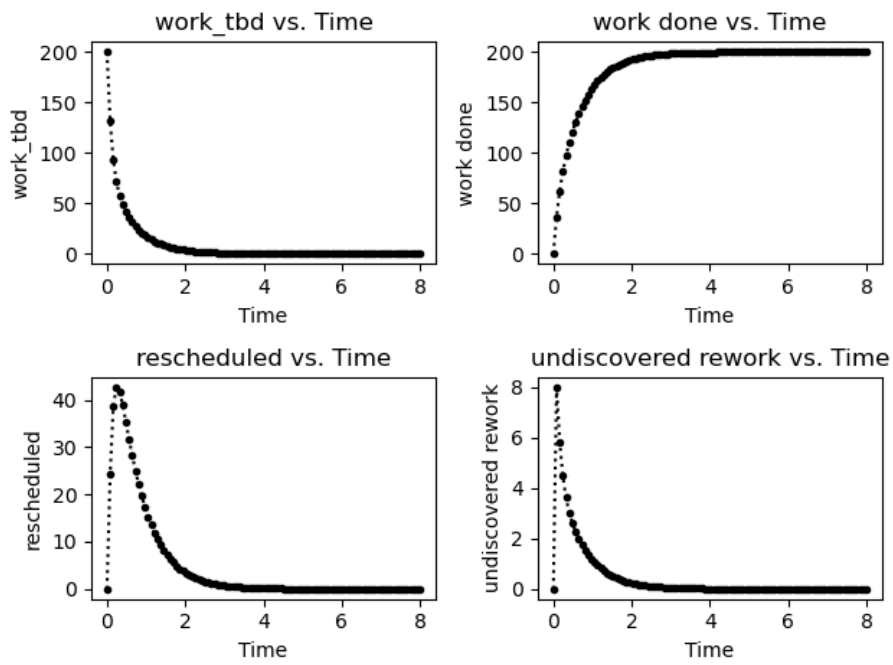 work_tbd vs. Time
200
150
100
50
0
work_tbd
0 2 4 6 8
Time
work done vs. Time
200
150
100
50
0
work done
0 2 4 6 8
Time
rescheduled vs. Time
40
30
20
10
0
rescheduled
0 2 4 6 8
Time
undiscovered rework vs. Time
8
6
4
2
0
undiscovered rework
0 2 4 6 8
Time